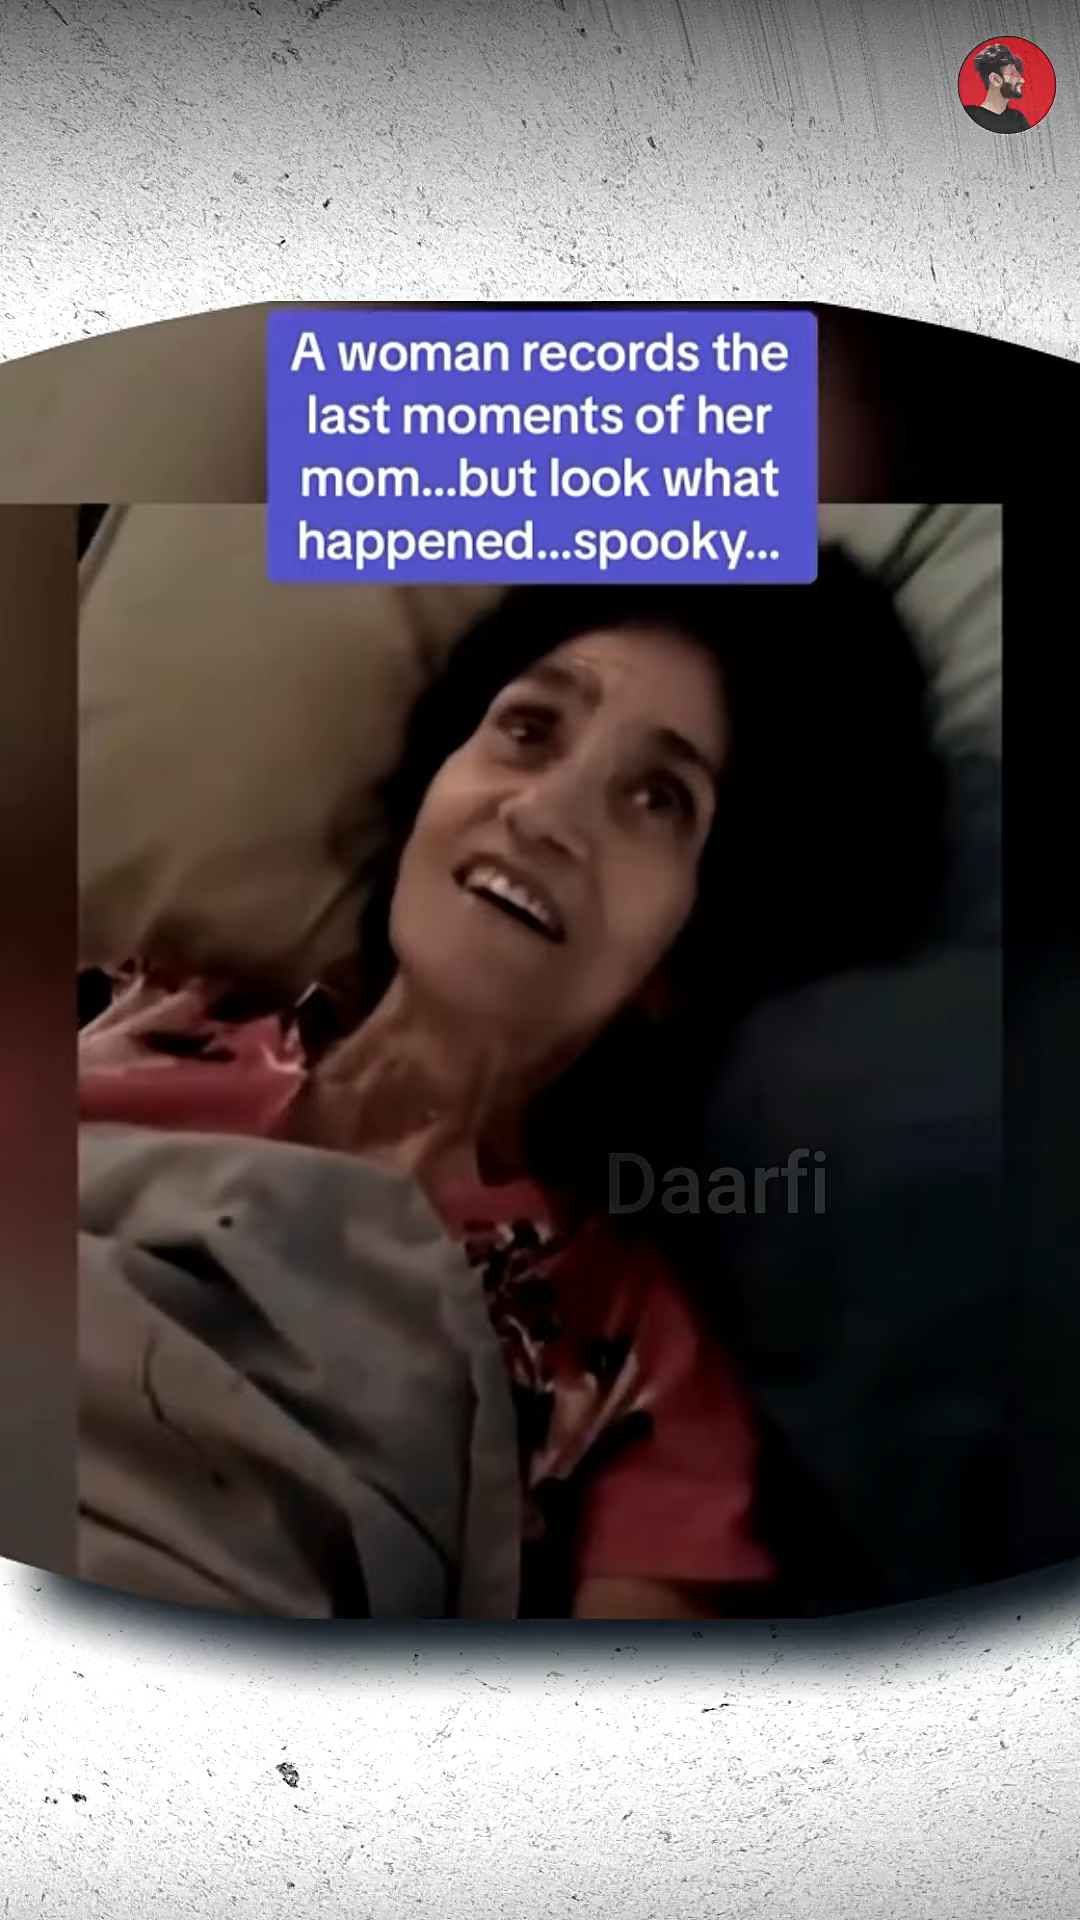 A woman records the
last moments of her
mom...but look what
happened...spooky...
Daarfi